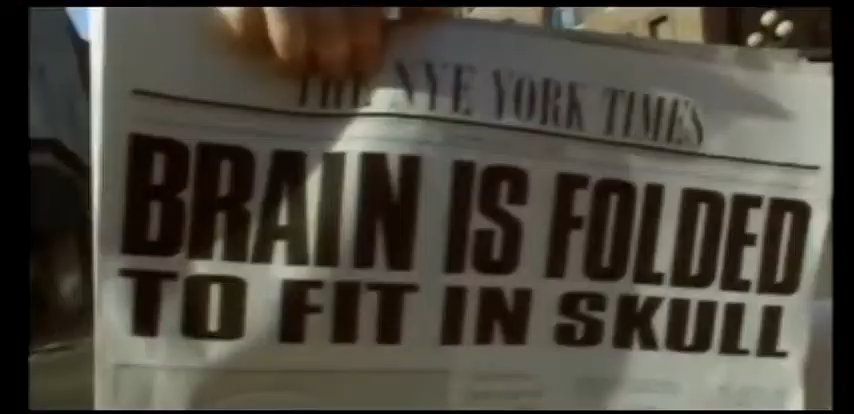 THE NYE YORK TIMES
BRAIN IS FOLDED
TO FIT IN SKULL